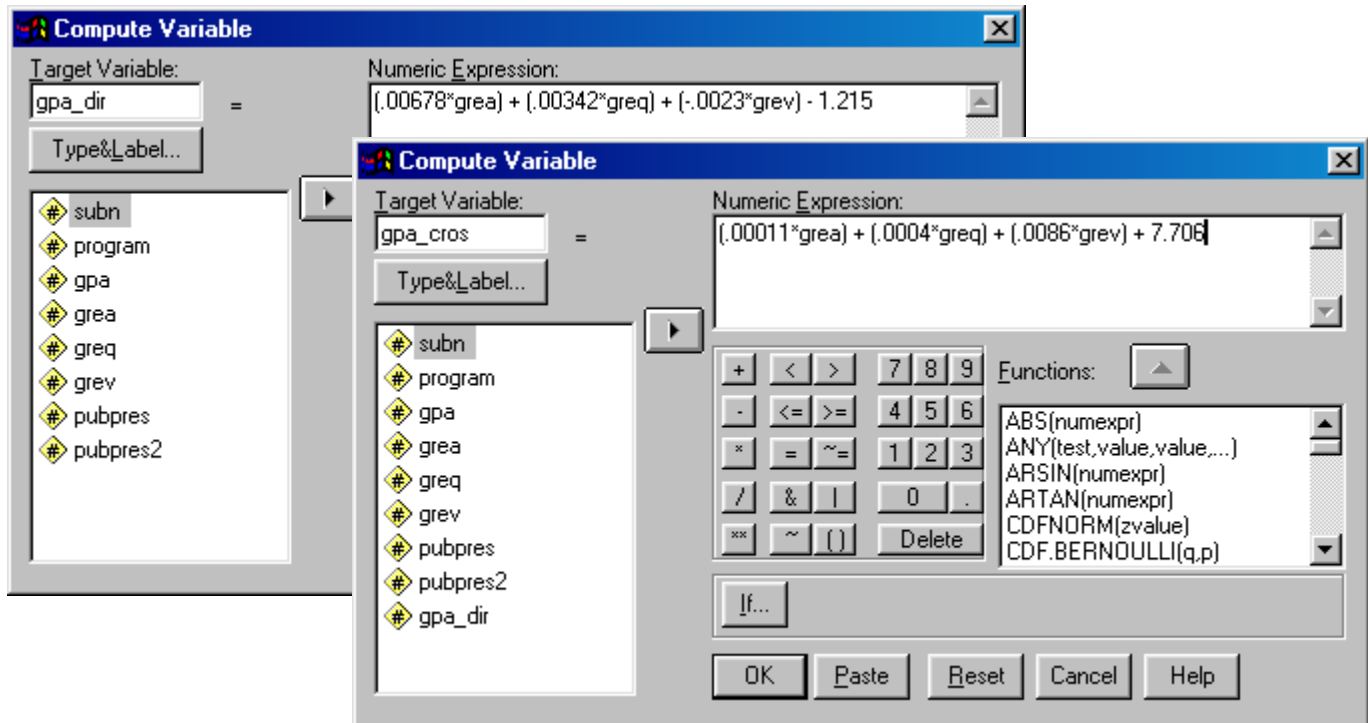 Compute Variable
Target Variable:
gpa_dir
=
Type&Label...
subn
program
gpa
grea
greq
grev
pubpres
pubpres2
Numeric Expression:
(.00678*grea) + (.00342*greq) + (-.0023*grev) - 1.215
Compute Variable
Target Variable:
gpa_cros
=
Type&Label...
subn
program
gpa
grea
greq
grev
pubpres
pubpres2
gpa_dir
Numeric Expression:
(.00011*grea) + (.0004*greq) + (.0086*grev) + 7.706
+ < > 7 8 9
- <= >= 4 5 6
* = ~= 1 2 3
/ & | 0 .
** ~ () Delete
Functions:
ABS(numexpr)
ANY(test,value,value,...)
ARSIN(numexpr)
ARTAN(numexpr)
CDFNORM(zvalue)
CDF.BERNOULLI(q,p)
If...
OK Paste Reset Cancel Help